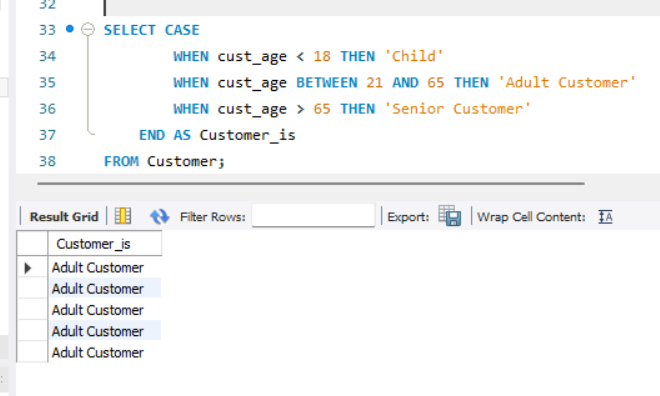 32
33 SELECT CASE
34 WHEN cust_age < 18 THEN 'Child'
35 WHEN cust_age BETWEEN 21 AND 65 THEN 'Adult Customer'
36 WHEN cust_age > 65 THEN 'Senior Customer'
37 END AS Customer_is
38 FROM Customer;
Result Grid Filter Rows: Export: Wrap Cell Content: IA
Customer_is
Adult Customer
Adult Customer
Adult Customer
Adult Customer
Adult Customer